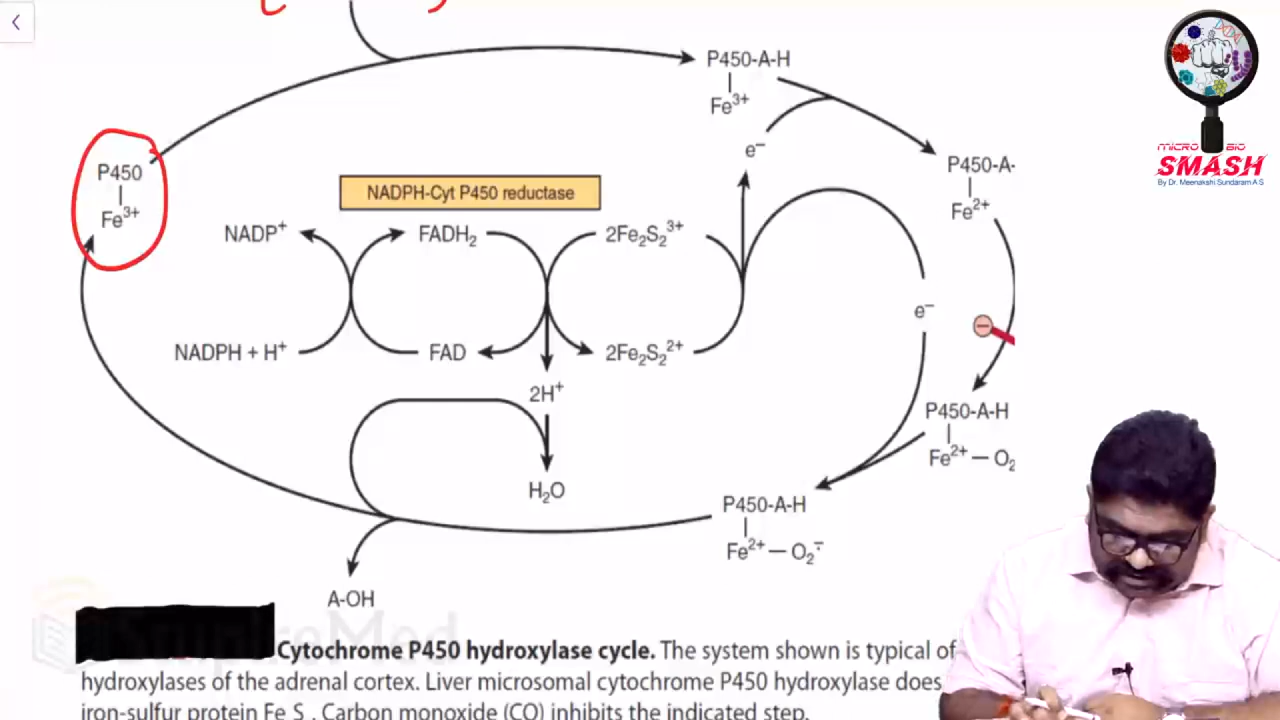 P450-A-H
Fe³⁺
MICRO BIO
SMASH
By Dr. Meenakshi Sundaram A S
e⁻
P450
Fe³⁺
P450-A-
Fe²⁺
NADPH-Cyt P450 reductase
NADP⁺
FADH₂
2Fe₂S₂³⁺
e⁻
NADPH + H⁺
FAD
2Fe₂S₂²⁺
2H⁺
P450-A-H
Fe²⁺ — O₂
H₂O
P450-A-H
Fe²⁺ — O₂⁻
A-OH
Cytochrome P450 hydroxylase cycle. The system shown is typical of
hydroxylases of the adrenal cortex. Liver microsomal cytochrome P450 hydroxylase does
iron-sulfur protein Fe S . Carbon monoxide (CO) inhibits the indicated step.